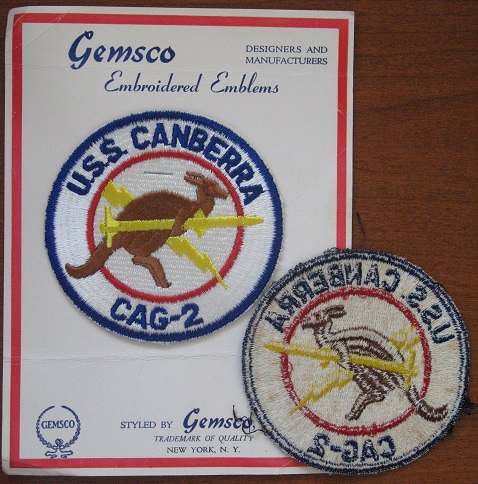 Gemsco
DESIGNERS AND
MANUFACTURERS
Embroidered Emblems
U.S.S. CANBERRA
CAG-2
U.S.S. CANBERRA
CAG-2
GEMSCO
STYLED BY Gemsco
TRADEMARK OF QUALITY
NEW YORK, N. Y.